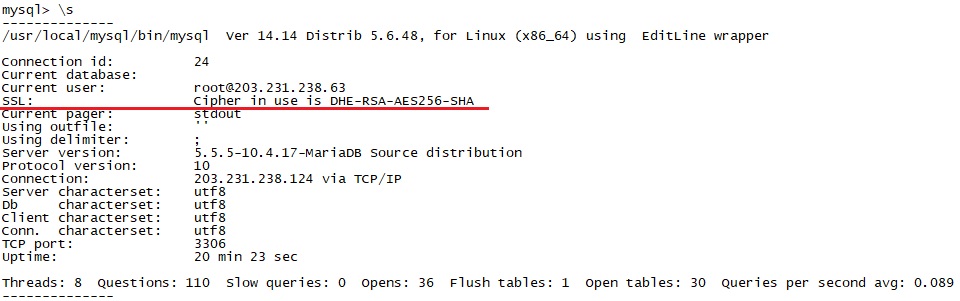 mysql> \s
--------------
/usr/local/mysql/bin/mysql  Ver 14.14 Distrib 5.6.48, for Linux (x86_64) using  EditLine wrapper
Connection id:          24
Current database:
Current user:           root@203.231.238.63
SSL:                    Cipher in use is DHE-RSA-AES256-SHA
Current pager:          stdout
Using outfile:          ''
Using delimiter:        ;
Server version:         5.5.5-10.4.17-MariaDB Source distribution
Protocol version:       10
Connection:             203.231.238.124 via TCP/IP
Server characterset:    utf8
Db     characterset:    utf8
Client characterset:    utf8
Conn.  characterset:    utf8
TCP port:               3306
Uptime:                 20 min 23 sec
Threads: 8  Questions: 110  Slow queries: 0  Opens: 36  Flush tables: 1  Open tables: 30  Queries per second avg: 0.089
--------------